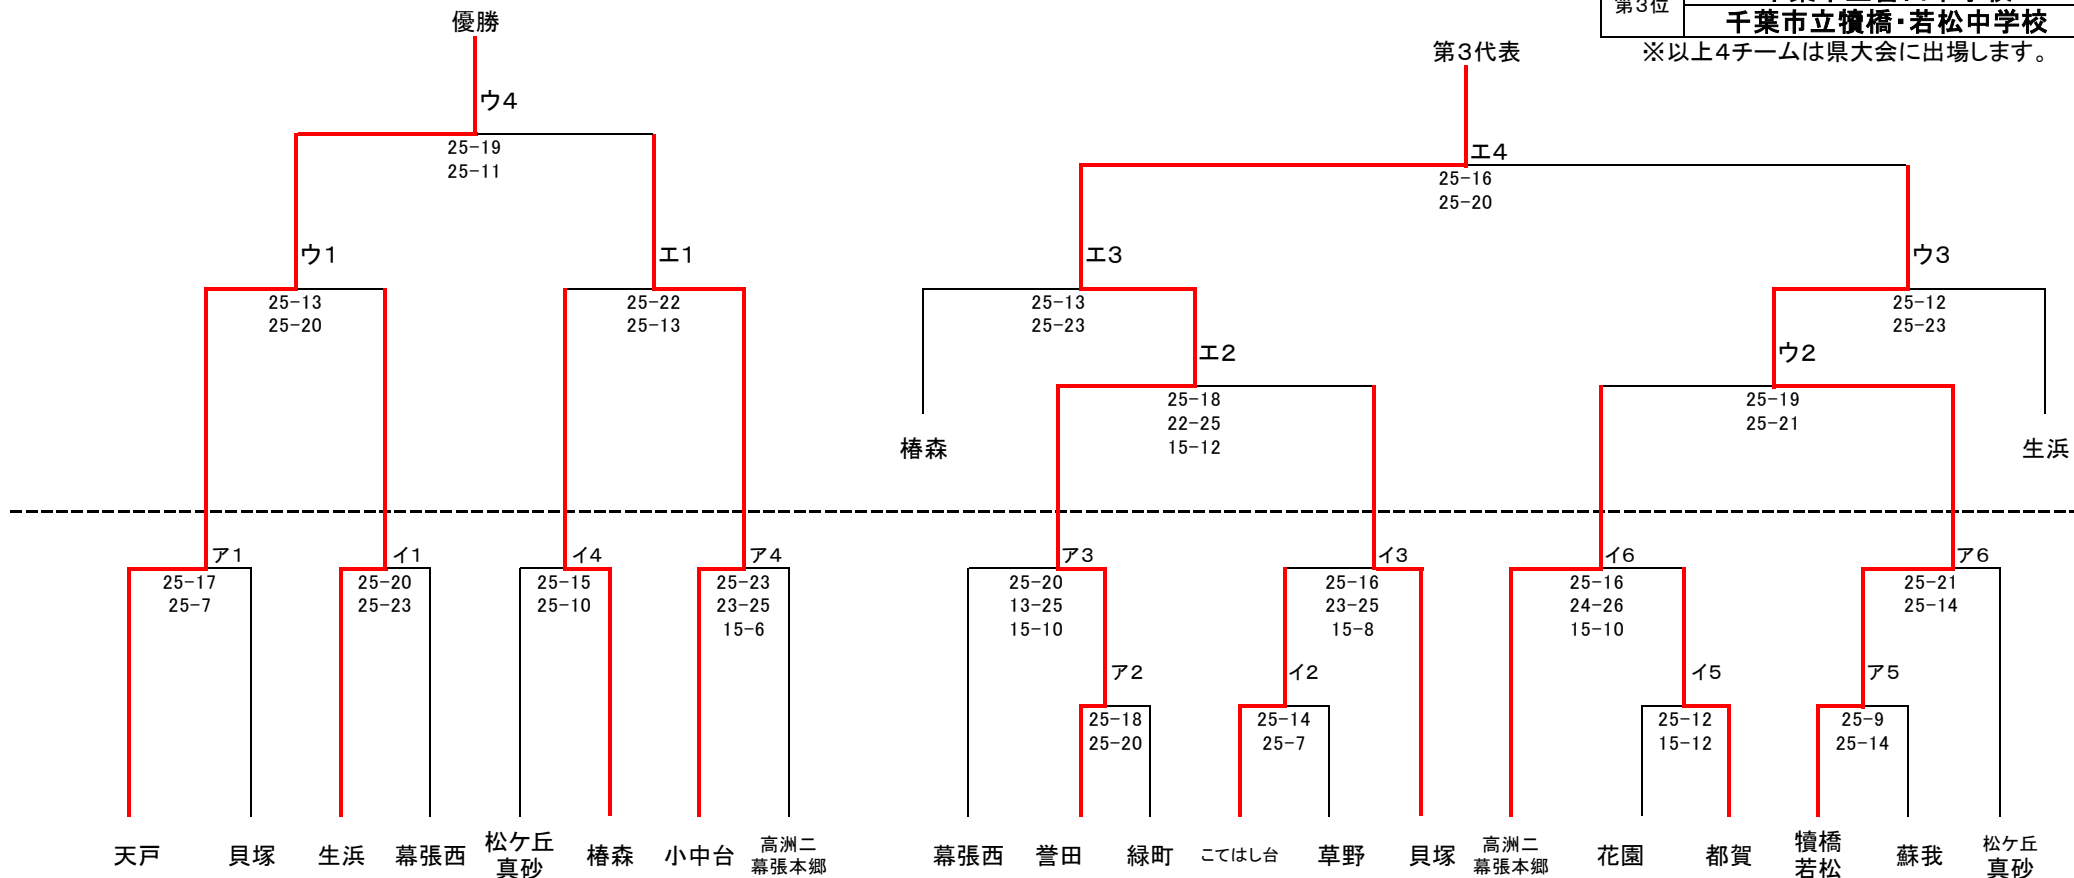 優勝
第3位
千葉市立犢橋・若松中学校
※以上4チームは県大会に出場します。
第3代表
ウ4
25-19
25-11
エ4
25-16
25-20
ウ1
25-13
25-20
エ1
25-22
25-13
エ3
25-13
25-23
ウ3
25-12
25-23
エ2
25-18
22-25
15-12
ウ2
25-19
25-21
椿森
生浜
ア1
25-17
25-7
イ1
25-20
25-23
イ4
25-15
25-10
ア4
25-23
23-25
15-6
ア3
25-20
13-25
15-10
イ3
25-16
23-25
15-8
イ6
25-16
24-26
15-10
ア6
25-21
25-14
ア2
25-18
25-20
イ2
25-14
25-7
イ5
25-12
15-12
ア5
25-9
25-14
天戸
貝塚
生浜
幕張西
松ケ丘
真砂
椿森
小中台
高洲二
幕張本郷
幕張西
誉田
緑町
こてはし台
草野
貝塚
高洲二
幕張本郷
花園
都賀
犢橋
若松
蘇我
松ケ丘
真砂